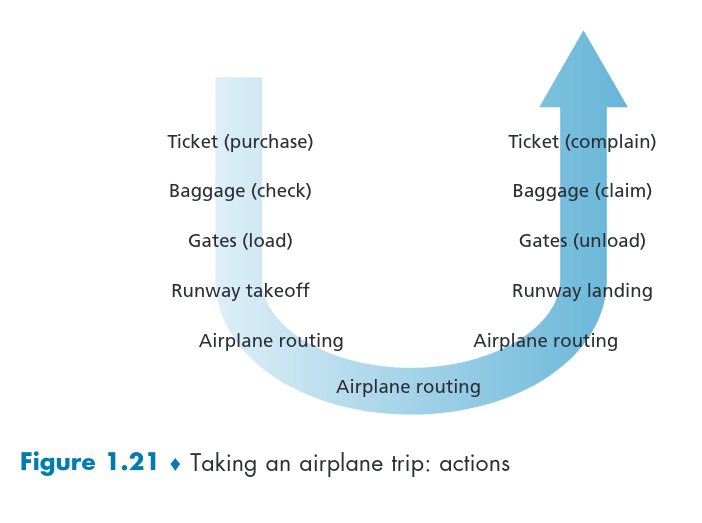 Ticket (purchase)
Baggage (check)
Gates (load)
Runway takeoff
Airplane routing
Airplane routing
Airplane routing
Runway landing
Gates (unload)
Baggage (claim)
Ticket (complain)
Figure 1.21 ♦ Taking an airplane trip: actions